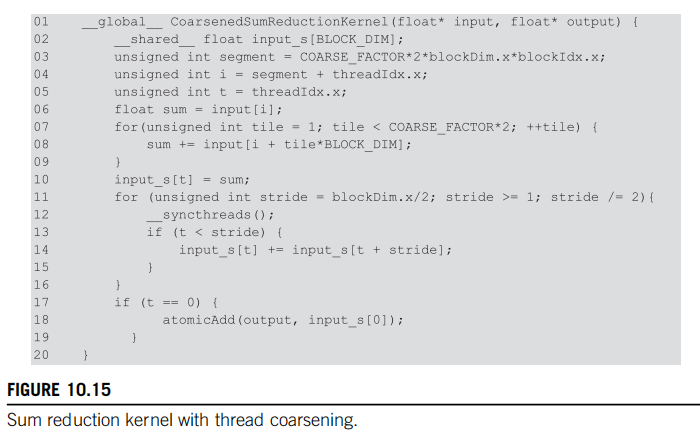 01 __global__ CoarsenedSumReductionKernel(float* input, float* output) {
02 __shared__ float input_s[BLOCK_DIM];
03 unsigned int segment = COARSE_FACTOR*2*blockDim.x*blockIdx.x;
04 unsigned int i = segment + threadIdx.x;
05 unsigned int t = threadIdx.x;
06 float sum = input[i];
07 for(unsigned int tile = 1; tile < COARSE_FACTOR*2; ++tile) {
08 sum += input[i + tile*BLOCK_DIM];
09 }
10 input_s[t] = sum;
11 for (unsigned int stride = blockDim.x/2; stride >= 1; stride /= 2){
12 __syncthreads();
13 if (t < stride) {
14 input_s[t] += input_s[t + stride];
15 }
16 }
17 if (t == 0) {
18 atomicAdd(output, input_s[0]);
19 }
20 }
FIGURE 10.15
Sum reduction kernel with thread coarsening.